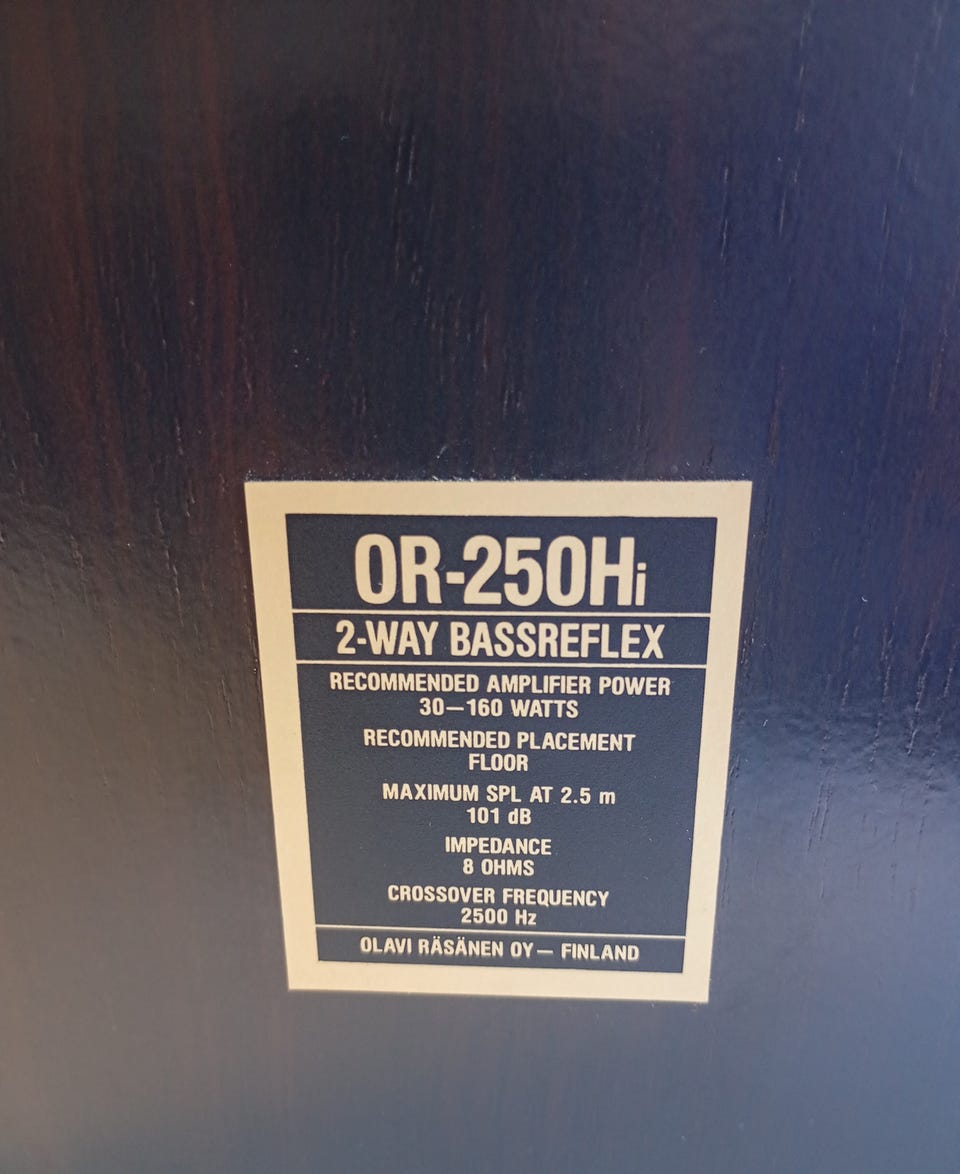 OR-250Hi
2-WAY BASSREFLEX
RECOMMENDED AMPLIFIER POWER
30—160 WATTS
RECOMMENDED PLACEMENT
FLOOR
MAXIMUM SPL AT 2.5 m
101 dB
IMPEDANCE
8 OHMS
CROSSOVER FREQUENCY
2500 Hz
OLAVI RÄSÄNEN OY — FINLAND